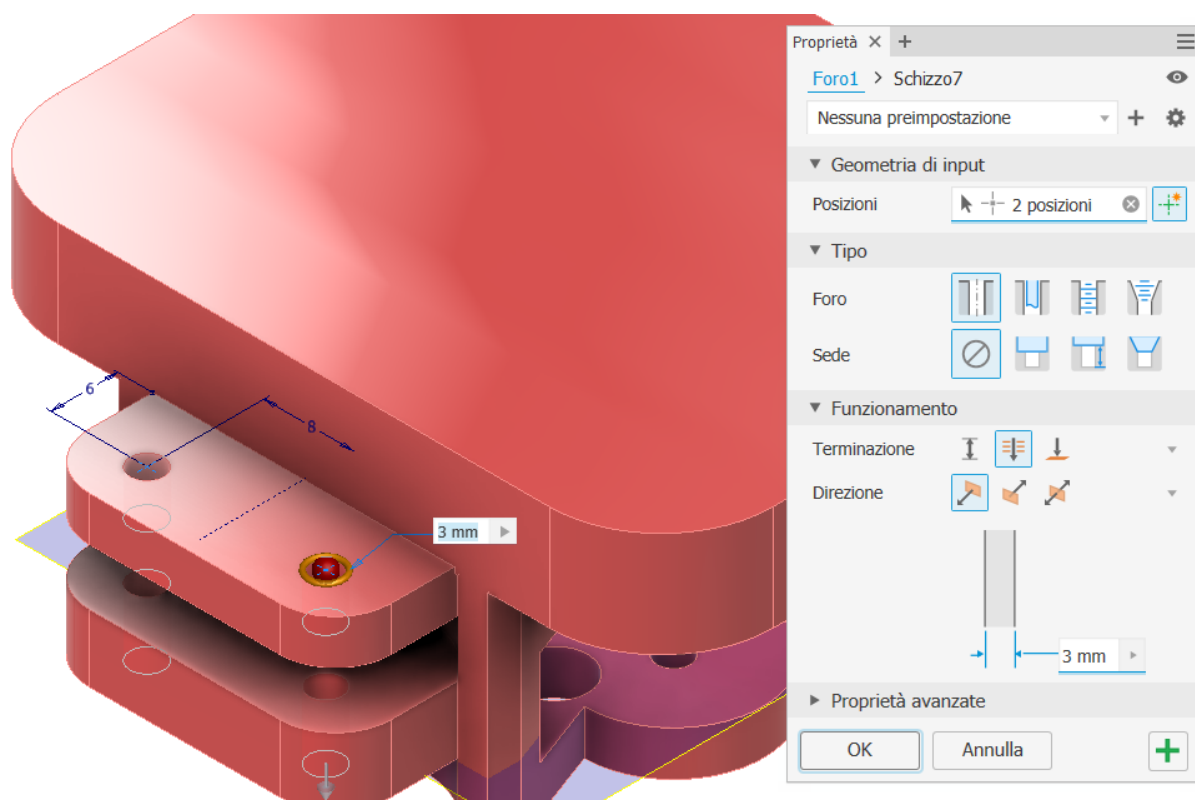 Proprietà
Foro1 > Schizzo7
Nessuna preimpostazione
Geometria di input
Posizioni 2 posizioni
Tipo
Foro
Sede
Funzionamento
Terminazione
Direzione
3 mm
Proprietà avanzate
OK Annulla
6
8
3 mm